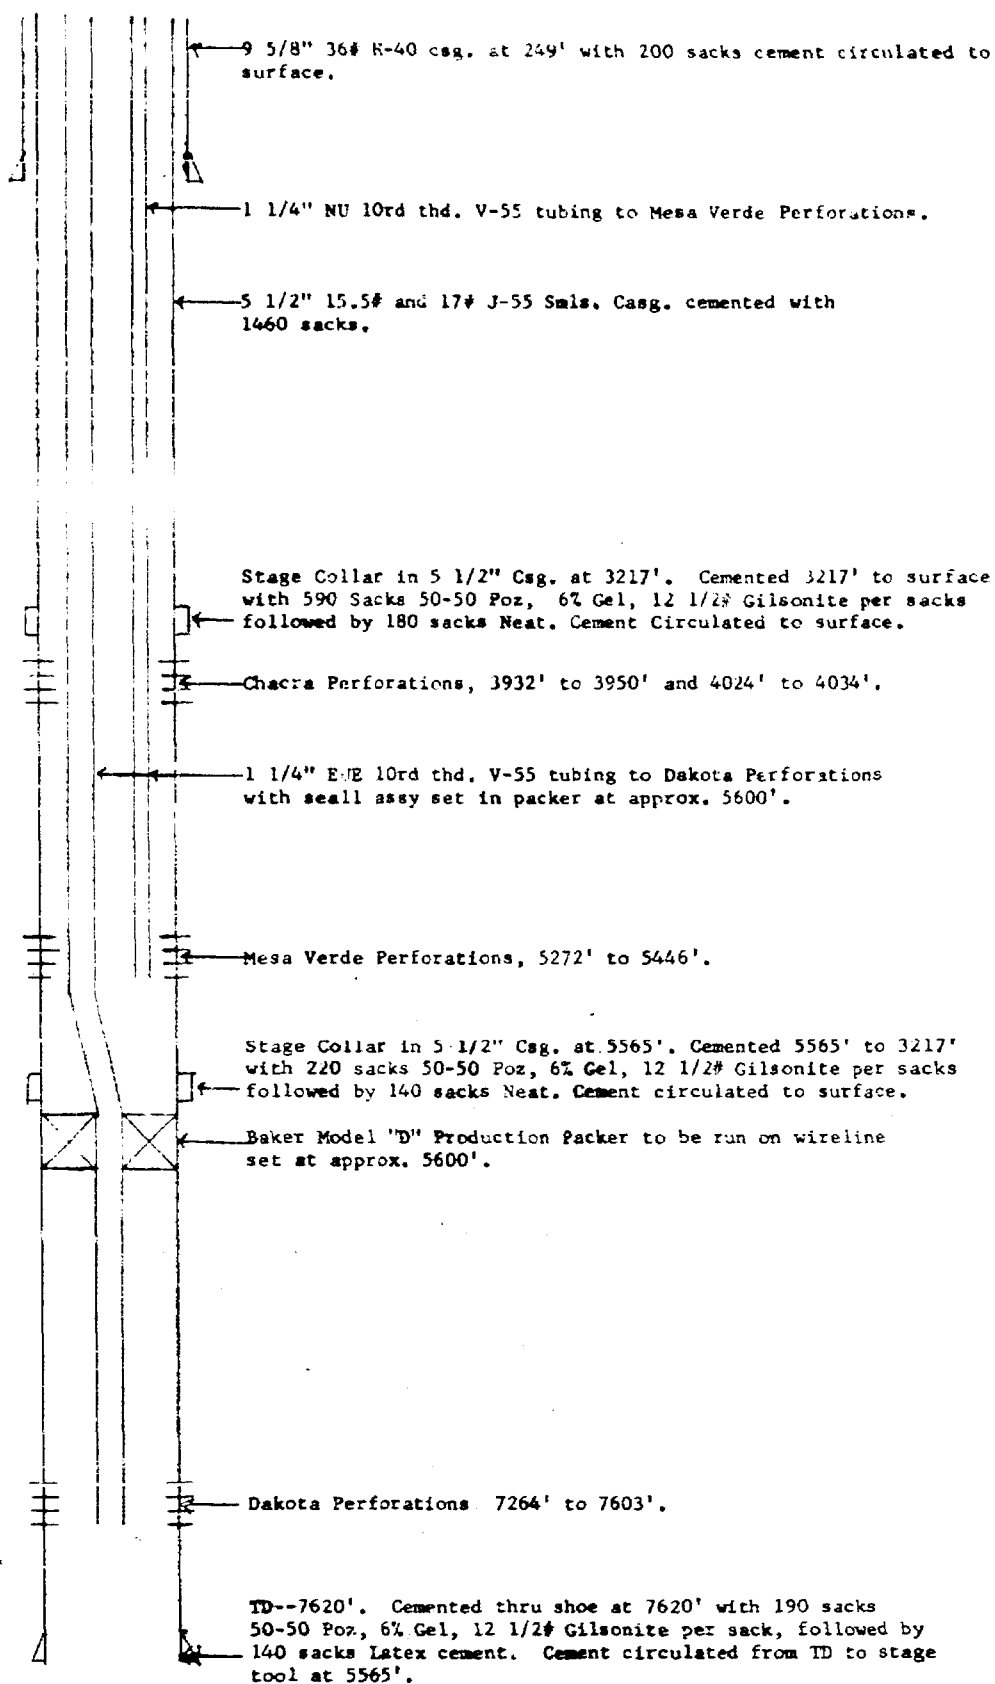 9 5/8" 36# K-40 csg. at 249' with 200 sacks cement circulated to
surface.
1 1/4" NU 10rd thd. V-55 tubing to Mesa Verde Perforations.
5 1/2" 15.5# and 17# J-55 Smls. Casg. cemented with
1460 sacks.
Stage Collar in 5 1/2" Csg. at 3217'. Cemented 3217' to surface
with 590 Sacks 50-50 Poz, 6% Gel, 12 1/2# Gilsonite per sacks
followed by 180 sacks Neat. Cement Circulated to surface.
Chacra Perforations, 3932' to 3950' and 4024' to 4034'.
1 1/4" EUE 10rd thd. V-55 tubing to Dakota Perforations
with seall assy set in packer at approx. 5600'.
Mesa Verde Perforations, 5272' to 5446'.
Stage Collar in 5 1/2" Csg. at 5565'. Cemented 5565' to 3217'
with 220 sacks 50-50 Poz, 6% Gel, 12 1/2# Gilsonite per sacks
followed by 140 sacks Neat. Cement circulated to surface.
Baker Model "D" Production Packer to be run on wireline
set at approx. 5600'.
Dakota Perforations 7264' to 7603'.
TD--7620'. Cemented thru shoe at 7620' with 190 sacks
50-50 Poz, 6% Gel, 12 1/2# Gilsonite per sack, followed by
140 sacks Latex cement. Cement circulated from TD to stage
tool at 5565'.